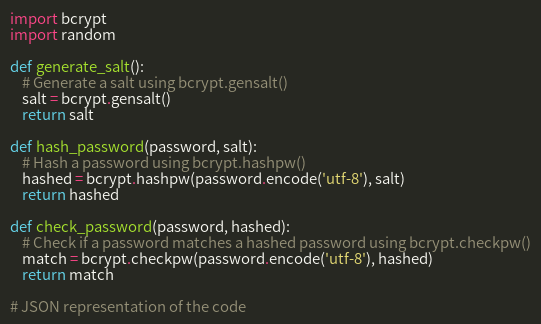 import bcrypt
import random
def generate_salt():
# Generate a salt using bcrypt.gensalt()
salt = bcrypt.gensalt()
return salt
def hash_password(password, salt):
# Hash a password using bcrypt.hashpw()
hashed = bcrypt.hashpw(password.encode('utf-8'), salt)
return hashed
def check_password(password, hashed):
# Check if a password matches a hashed password using bcrypt.checkpw()
match = bcrypt.checkpw(password.encode('utf-8'), hashed)
return match
# JSON representation of the code